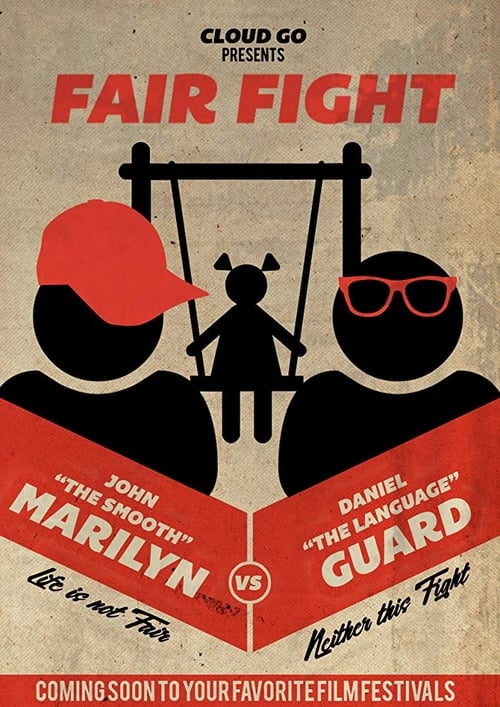 CLOUD GO
PRESENTS
FAIR FIGHT
JOHN
"THE SMOOTH"
MARILYN
Life is not Fair
VS
DANIEL
"THE LANGUAGE"
GUARD
Neither this Fight
COMING SOON TO YOUR FAVORITE FILM FESTIVALS